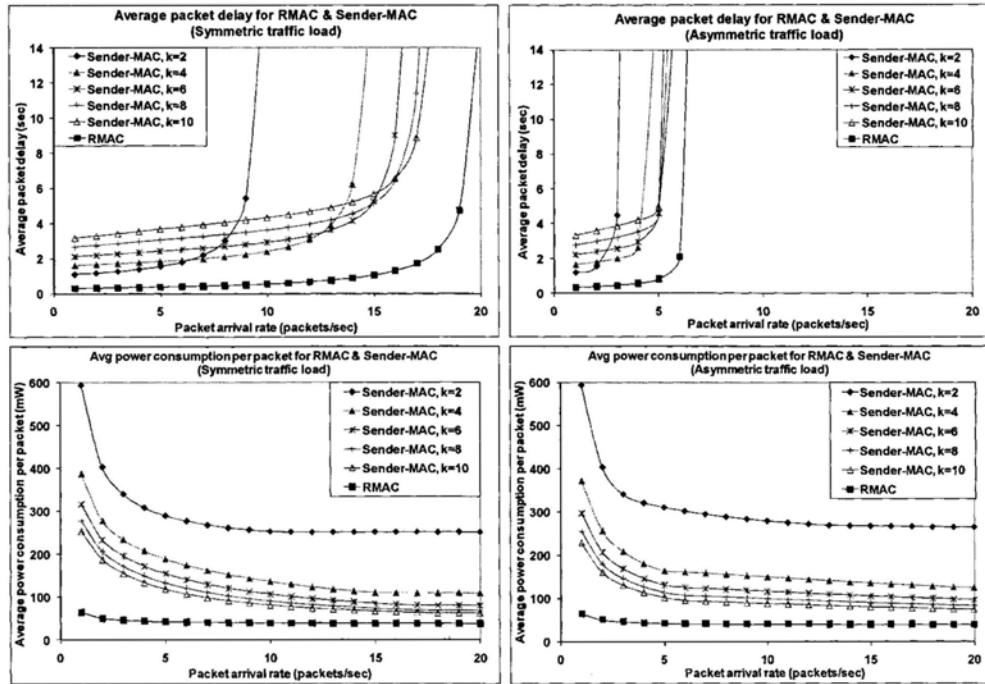 Average packet delay for RMAC & Sender-MAC
(Symmetric traffic load)
Average packet delay (sec)
14
12
10
8
6
4
2
0
Sender-MAC, k=2
Sender-MAC, k=4
Sender-MAC, k=6
Sender-MAC, k=8
Sender-MAC, k=10
RMAC
0
5
10
15
20
Packet arrival rate (packets/sec)
Average packet delay for RMAC & Sender-MAC
(Asymmetric traffic load)
Average packet delay (sec)
14
12
10
8
6
4
2
0
Sender-MAC, k=2
Sender-MAC, k=4
Sender-MAC, k=6
Sender-MAC, k=8
Sender-MAC, k=10
RMAC
0
5
10
15
20
Packet arrival rate (packets/sec)
Avg power consumption per packet for RMAC & Sender-MAC
(Symmetric traffic load)
Average power consumption per packet (mW)
600
500
400
300
200
100
0
Sender-MAC, k=2
Sender-MAC, k=4
Sender-MAC, k=6
Sender-MAC, k=8
Sender-MAC, k=10
RMAC
0
5
10
15
20
Packet arrival rate (packets/sec)
Avg power consumption per packet for RMAC & Sender-MAC
(Asymmetric traffic load)
Average power consumption per packet (mW)
600
500
400
300
200
100
0
Sender-MAC, k=2
Sender-MAC, k=4
Sender-MAC, k=6
Sender-MAC, k=8
Sender-MAC, k=10
RMAC
0
5
10
15
20
Packet arrival rate (packets/sec)